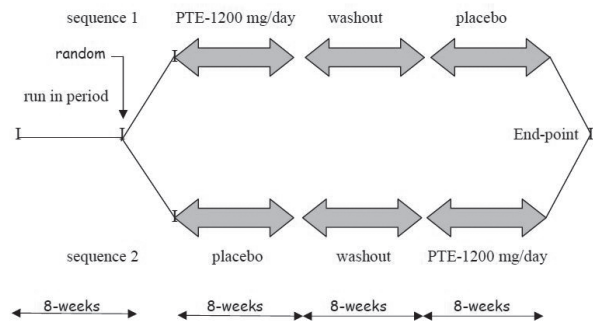 sequence 1
PTE-1200 mg/day
washout
placebo
random
run in period
End-point
sequence 2
placebo
washout
PTE-1200 mg/day
8-weeks
8-weeks
8-weeks
8-weeks